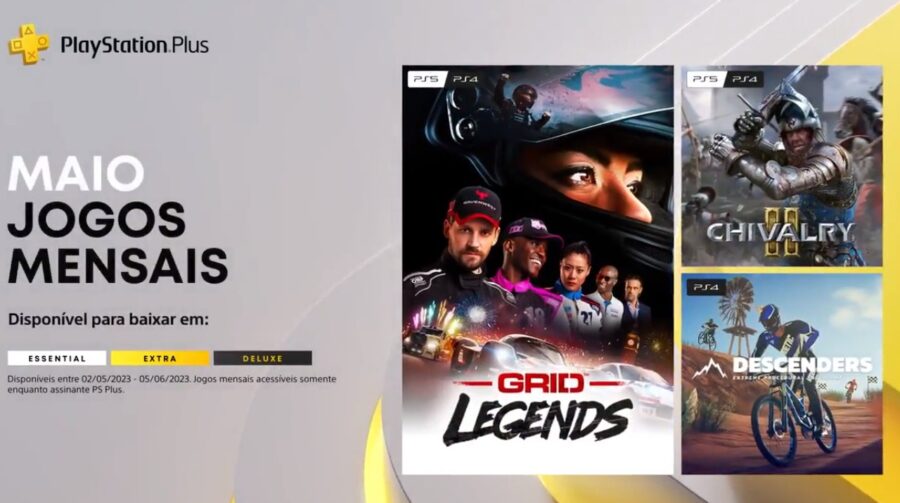 PlayStation.Plus
MAIO
JOGOS
MENSAIS
Disponível para baixar em:
ESSENTIAL
EXTRA
DELUXE
Disponíveis entre 02/05/2023 - 05/06/2023. Jogos mensais acessíveis somente
enquanto assinante PS Plus.
PS5 PS4
RAVENWEST
GRID
LEGENDS
PS5 PS4
CHIVALRY
II
PS4
DESCENDERS